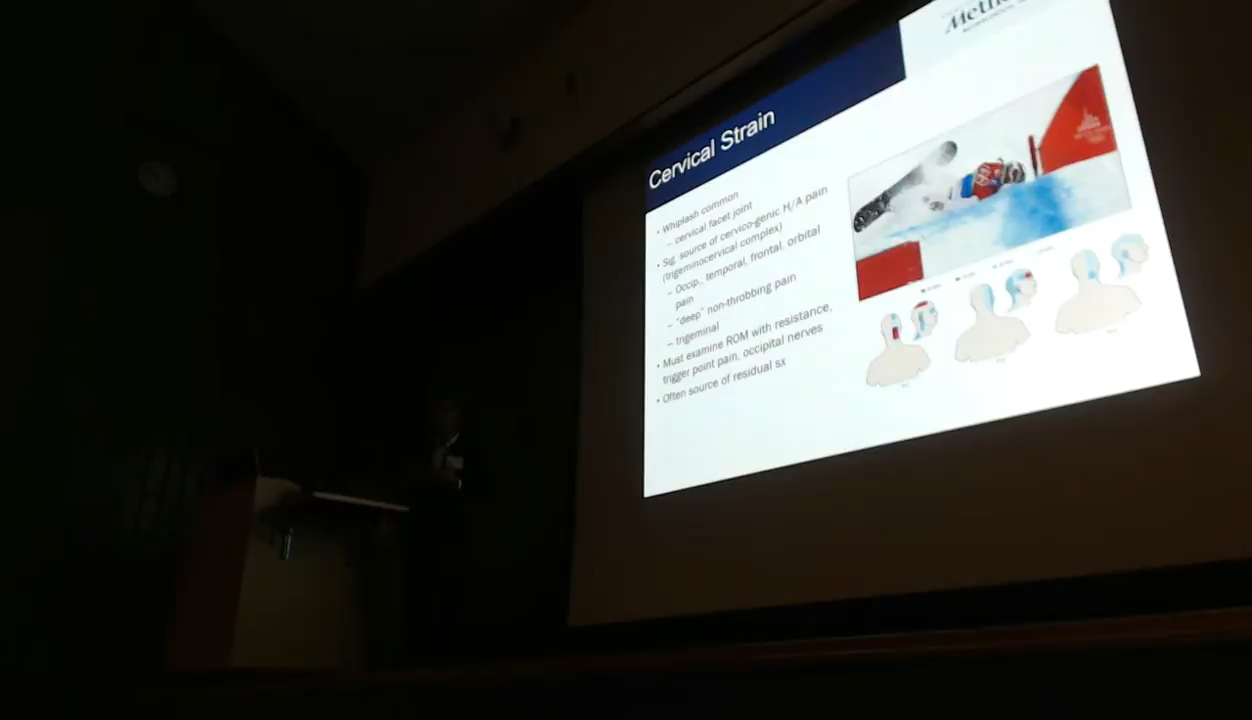 Cervical Strain
• Whiplash common
– cervical facet joint
• Sig. source of cervico-genic H/A pain
(trigeminocervical complex)
– Occip., temporal, frontal, orbital
pain
– "deep" non-throbbing pain
– trigeminal
• Must examine ROM with resistance,
trigger point pain, occipital nerves
• Often source of residual sx